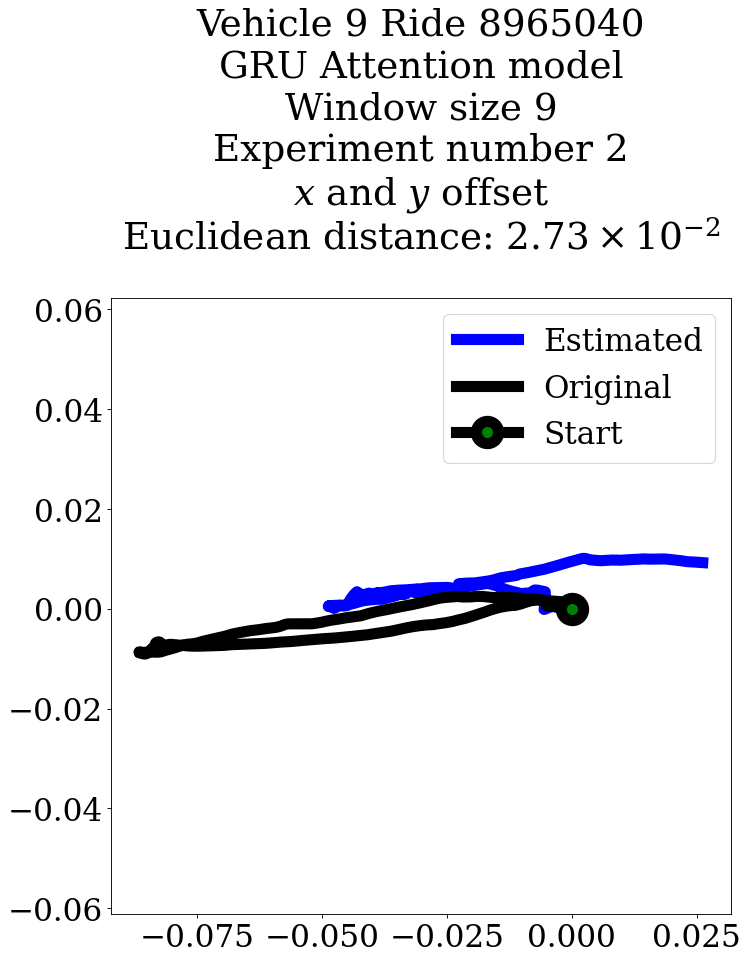 Vehicle 9 Ride 8965040
GRU Attention model
Window size 9
Experiment number 2
x and y offset
Euclidean distance: 2.73 × 10⁻²
0.06
0.04
0.02
0.00
−0.02
−0.04
−0.06
Estimated
Original
Start
−0.075
−0.050
−0.025
0.000
0.025